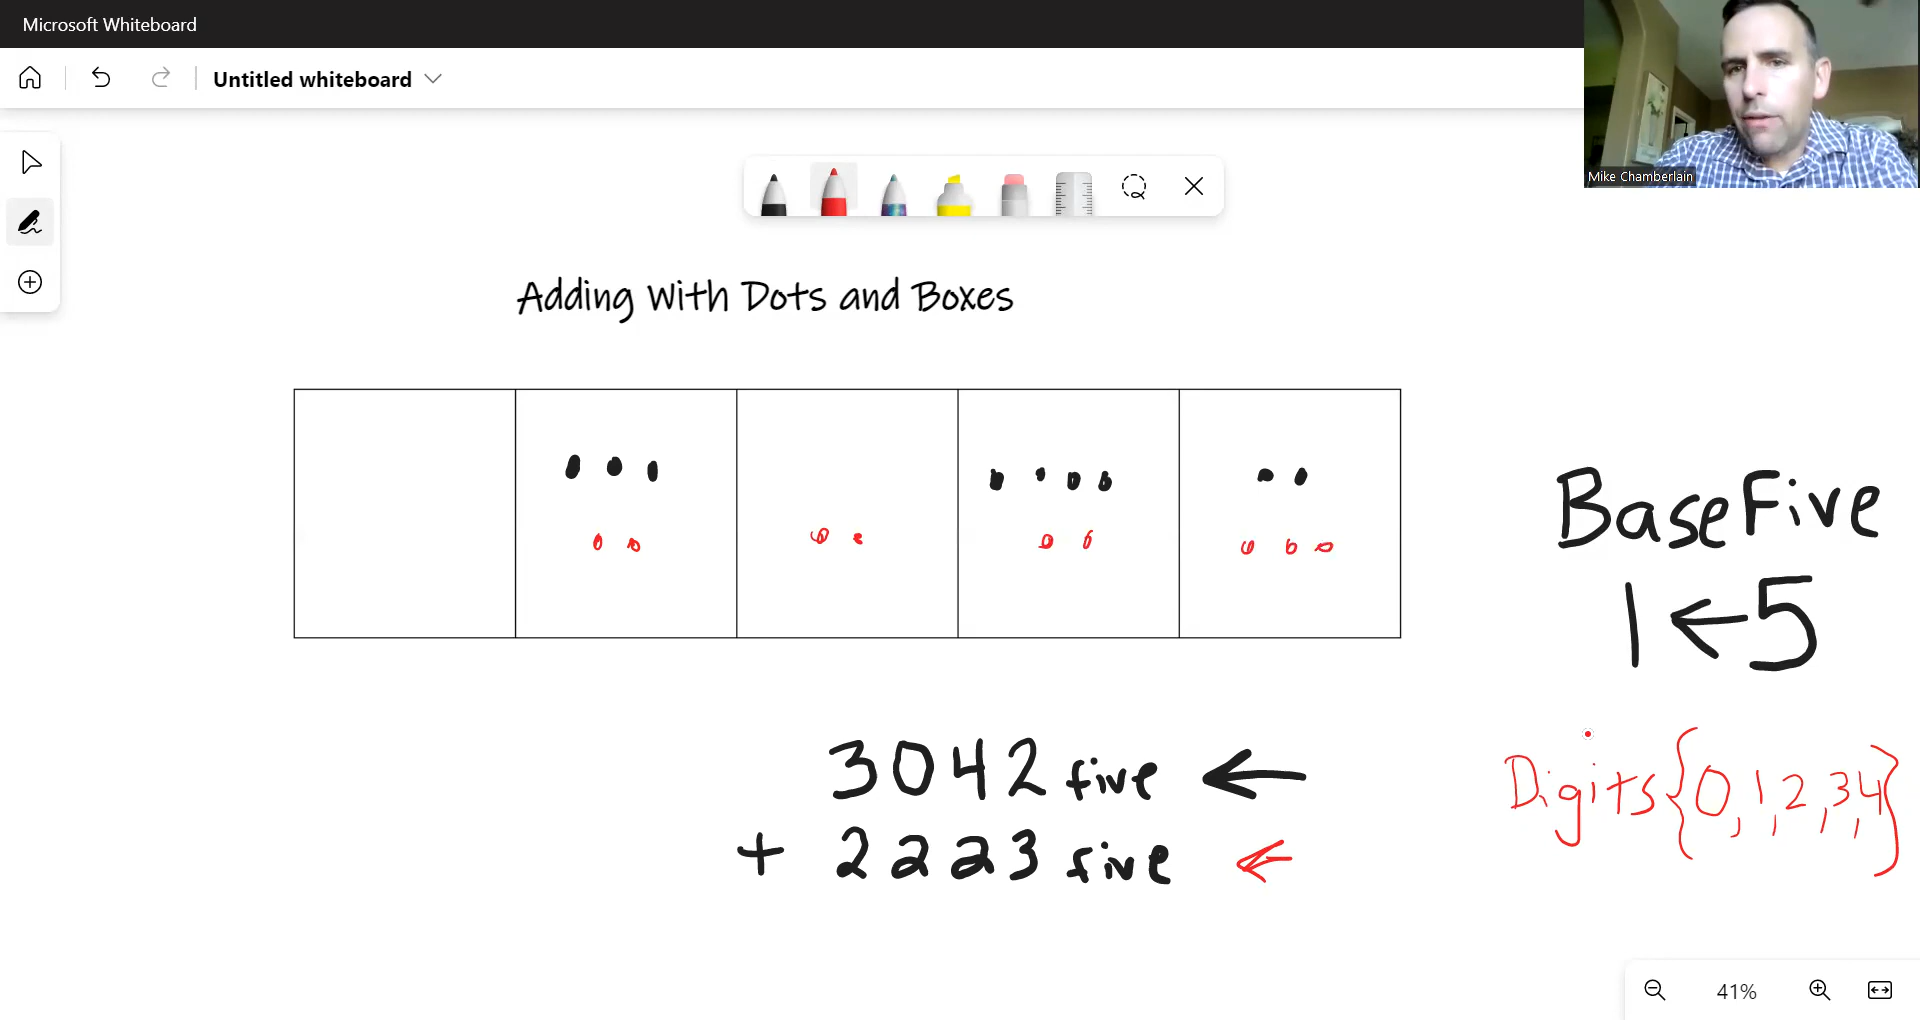 Microsoft Whiteboard
Untitled whiteboard
Mike Chamberlain
Adding With Dots and Boxes
Base Five
1 ← 5
3042 five ←
+ 2223 five ←
Digits {0, 1, 2, 3, 4}
41%